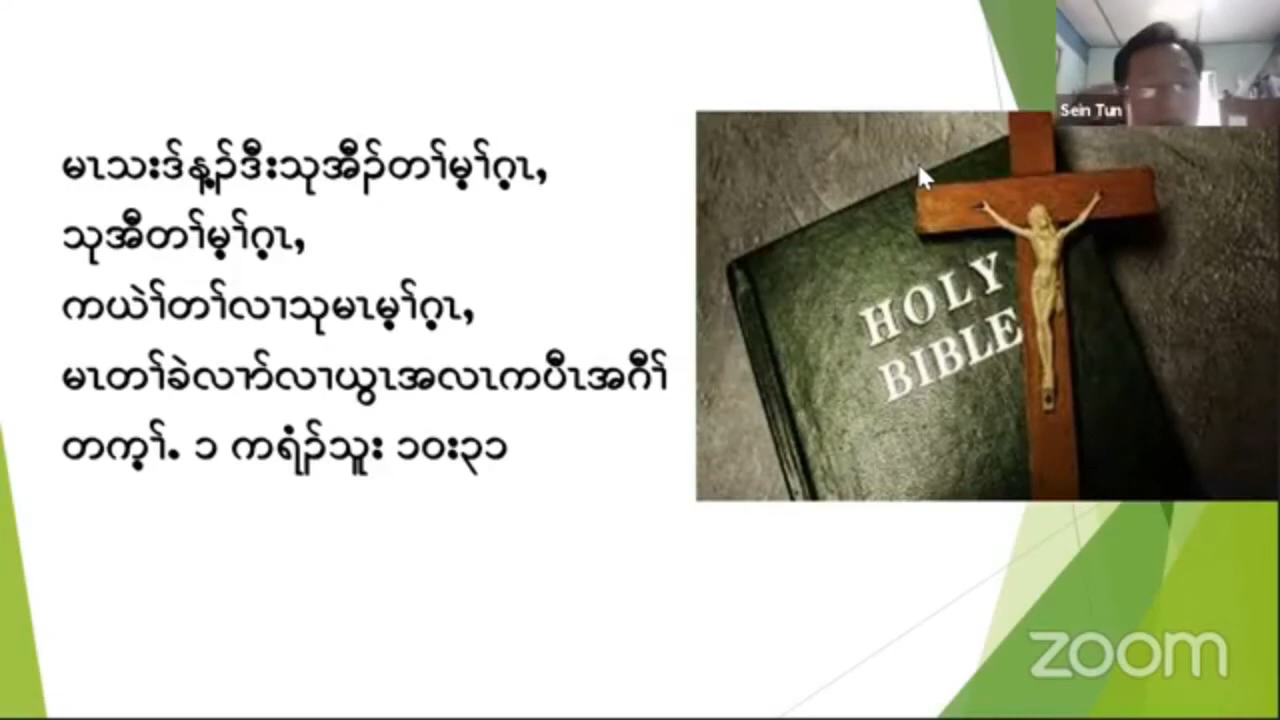 မၤသးဒ်န့ၣ်ဒီးသုအီၣ်တၢ်မ့ၢ်ဂ့ၤ,
သုအီတၢ်မ့ၢ်ဂ့ၤ,
ကယဲၢ်တၢ်လၢသုမၤမ့ၢ်ဂ့ၤ,
မၤတၢ်ခဲလၢာ်လၢယွၤအလၤကပီၤအဂီၢ်
တက့ၢ်. ၁ ကရံၣ်သူး ၁၀း၃၁
HOLY
BIBLE
Sein Tun
zoom